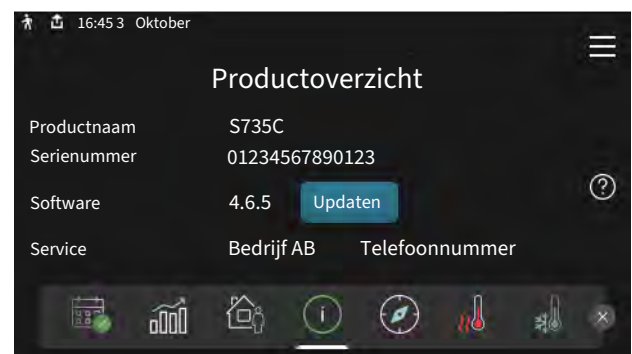 16:45 3 Oktober
Productoverzicht
Productnaam S735C
Serienummer 01234567890123
Software 4.6.5 Updaten
Service Bedrijf AB Telefoonnummer